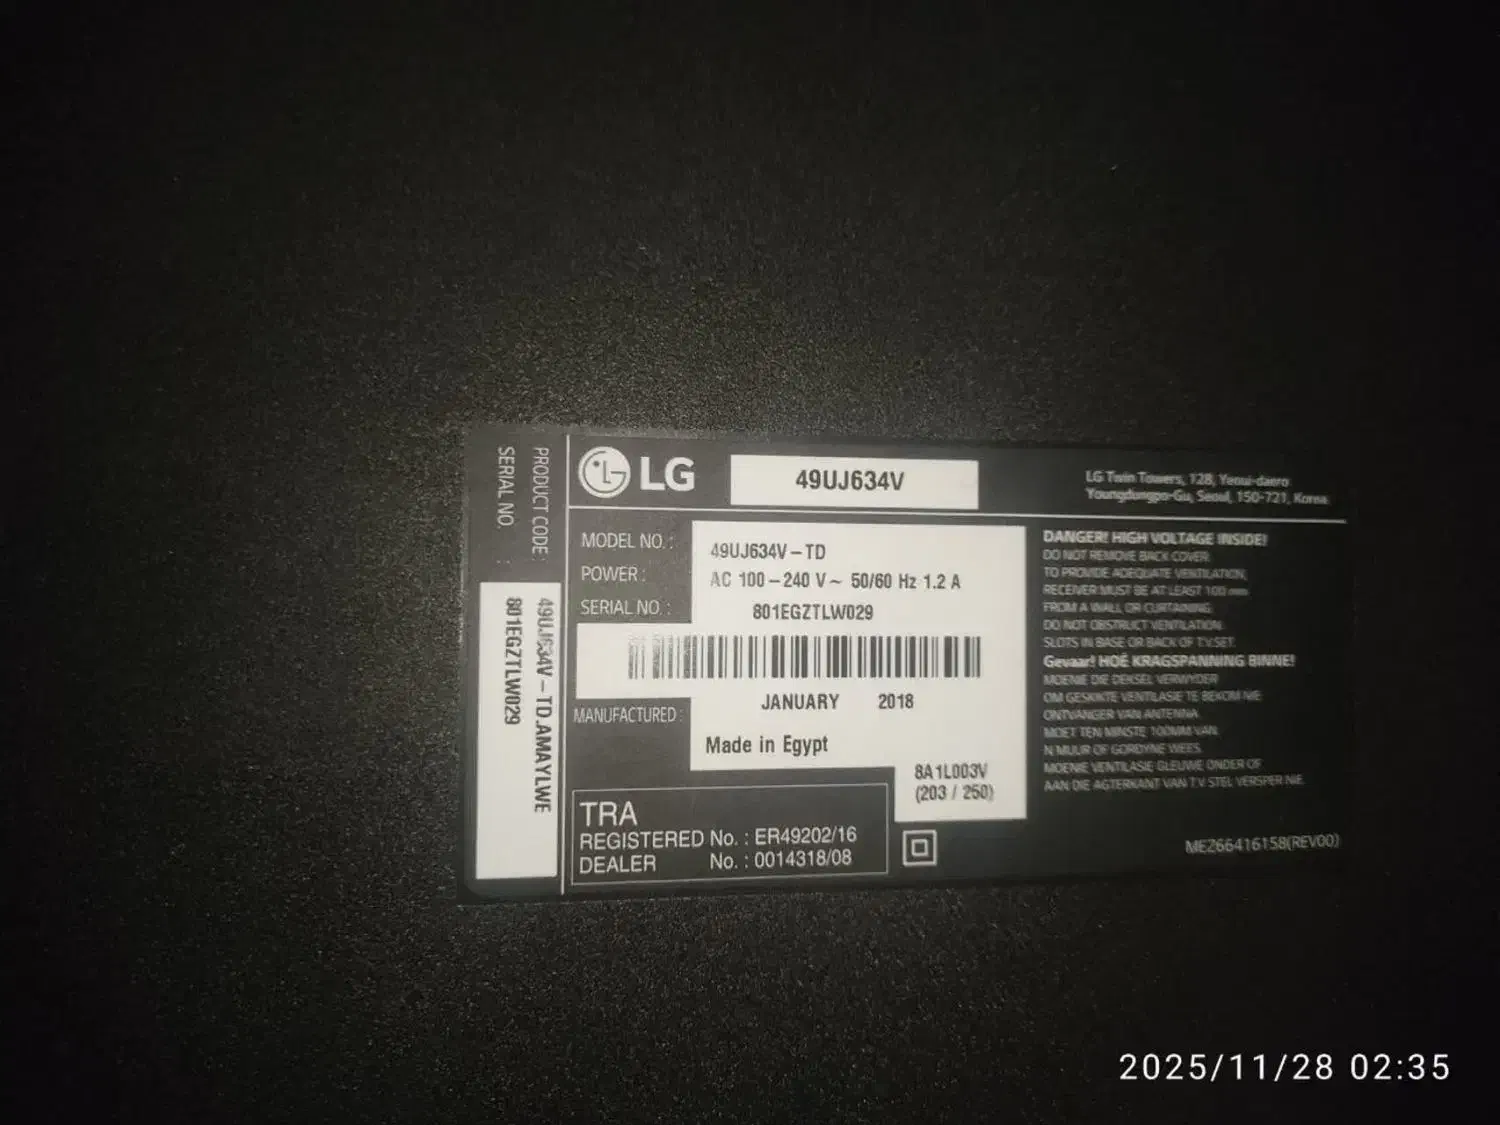 PRODUCT CODE : 49UJ634V-TD.AMAYLWE
SERIAL NO. : 801EGZTLW029
LG 49UJ634V
LG Twin Towers, 128, Yeoui-daero
Youngdungpo-Gu, Seoul, 150-721, Korea
MODEL NO. : 49UJ634V-TD
POWER : AC 100-240 V~ 50/60 Hz 1.2 A
SERIAL NO. : 801EGZTLW029
MANUFACTURED : JANUARY 2018
Made in Egypt
8A1L003V
(203 / 250)
TRA
REGISTERED No. : ER49202/16
DEALER No. : 0014318/08
DANGER! HIGH VOLTAGE INSIDE!
DO NOT REMOVE BACK COVER.
TO PROVIDE ADEQUATE VENTILATION,
RECEIVER MUST BE AT LEAST 100 mm
FROM A WALL OR CURTAINING.
DO NOT OBSTRUCT VENTILATION
SLOTS IN BASE OR BACK OF TV.SET.
Gevaar! HOË KRAGSPANNING BINNE!
MOENIE DIE DEKSEL VERWYDER
OM GESKIKTE VENTILASIE TE BEKOM NIE
ONTVANGER VAN ANTENNA
MOET TEN MINSTE 100MM VAN
N MUUR OF GORDYNE WEES
MOENIE VENTILASIE GLEUWE ONDER OF
AAN DIE AGTERKANT VAN TV STEL VERSPER NIE.
ME266416158(REV00)
2025/11/28 02:35